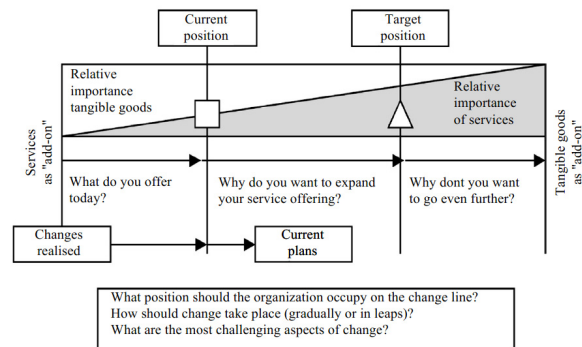 Current
position
Target
position
Relative
importance
tangible goods
Relative
importance
of services
Services
as "add-on"
Tangible goods
as "add-on"
What do you offer
today?
Why do you want to expand
your service offering?
Why dont you want
to go even further?
Changes
realised
Current
plans
What position should the organization occupy on the change line?
How should change take place (gradually or in leaps)?
What are the most challenging aspects of change?